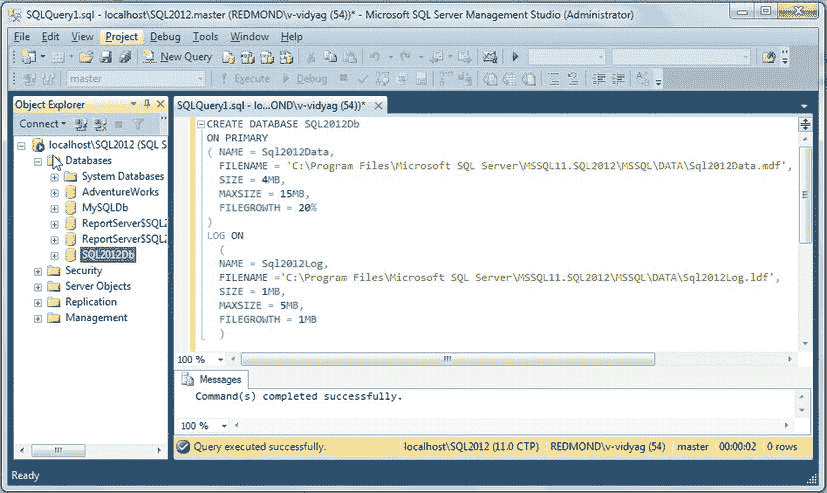 SQLQuery1.sql - localhost\SQL2012.master (REDMOND\v-vidyag (54))* - Microsoft SQL Server Management Studio (Administrator)
File Edit View Project Debug Tools Window Help
New Query
master
Execute Debug
Object Explorer
Connect
localhost\SQL2012 (SQL S
Databases
System Databases
AdventureWorks
MySQLDb
ReportServer$SQL2
ReportServer$SQL2
SQL2012Db
Security
Server Objects
Replication
Management
SQLQuery1.sql - lo...OND\v-vidyag (54))*
CREATE DATABASE SQL2012Db
ON PRIMARY
( NAME = Sql2012Data,
FILENAME = 'C:\Program Files\Microsoft SQL Server\MSSQL11.SQL2012\MSSQL\DATA\Sql2012Data.mdf',
SIZE = 4MB,
MAXSIZE = 15MB,
FILEGROWTH = 20%
)
LOG ON
(
NAME = Sql2012Log,
FILENAME ='C:\Program Files\Microsoft SQL Server\MSSQL11.SQL2012\MSSQL\DATA\Sql2012Log.ldf',
SIZE = 1MB,
MAXSIZE = 5MB,
FILEGROWTH = 1MB
)
100 %
Messages
Command(s) completed successfully.
100 %
Query executed successfully. localhost\SQL2012 (11.0 CTP) REDMOND\v-vidyag (54) master 00:00:02 0 rows
Ready